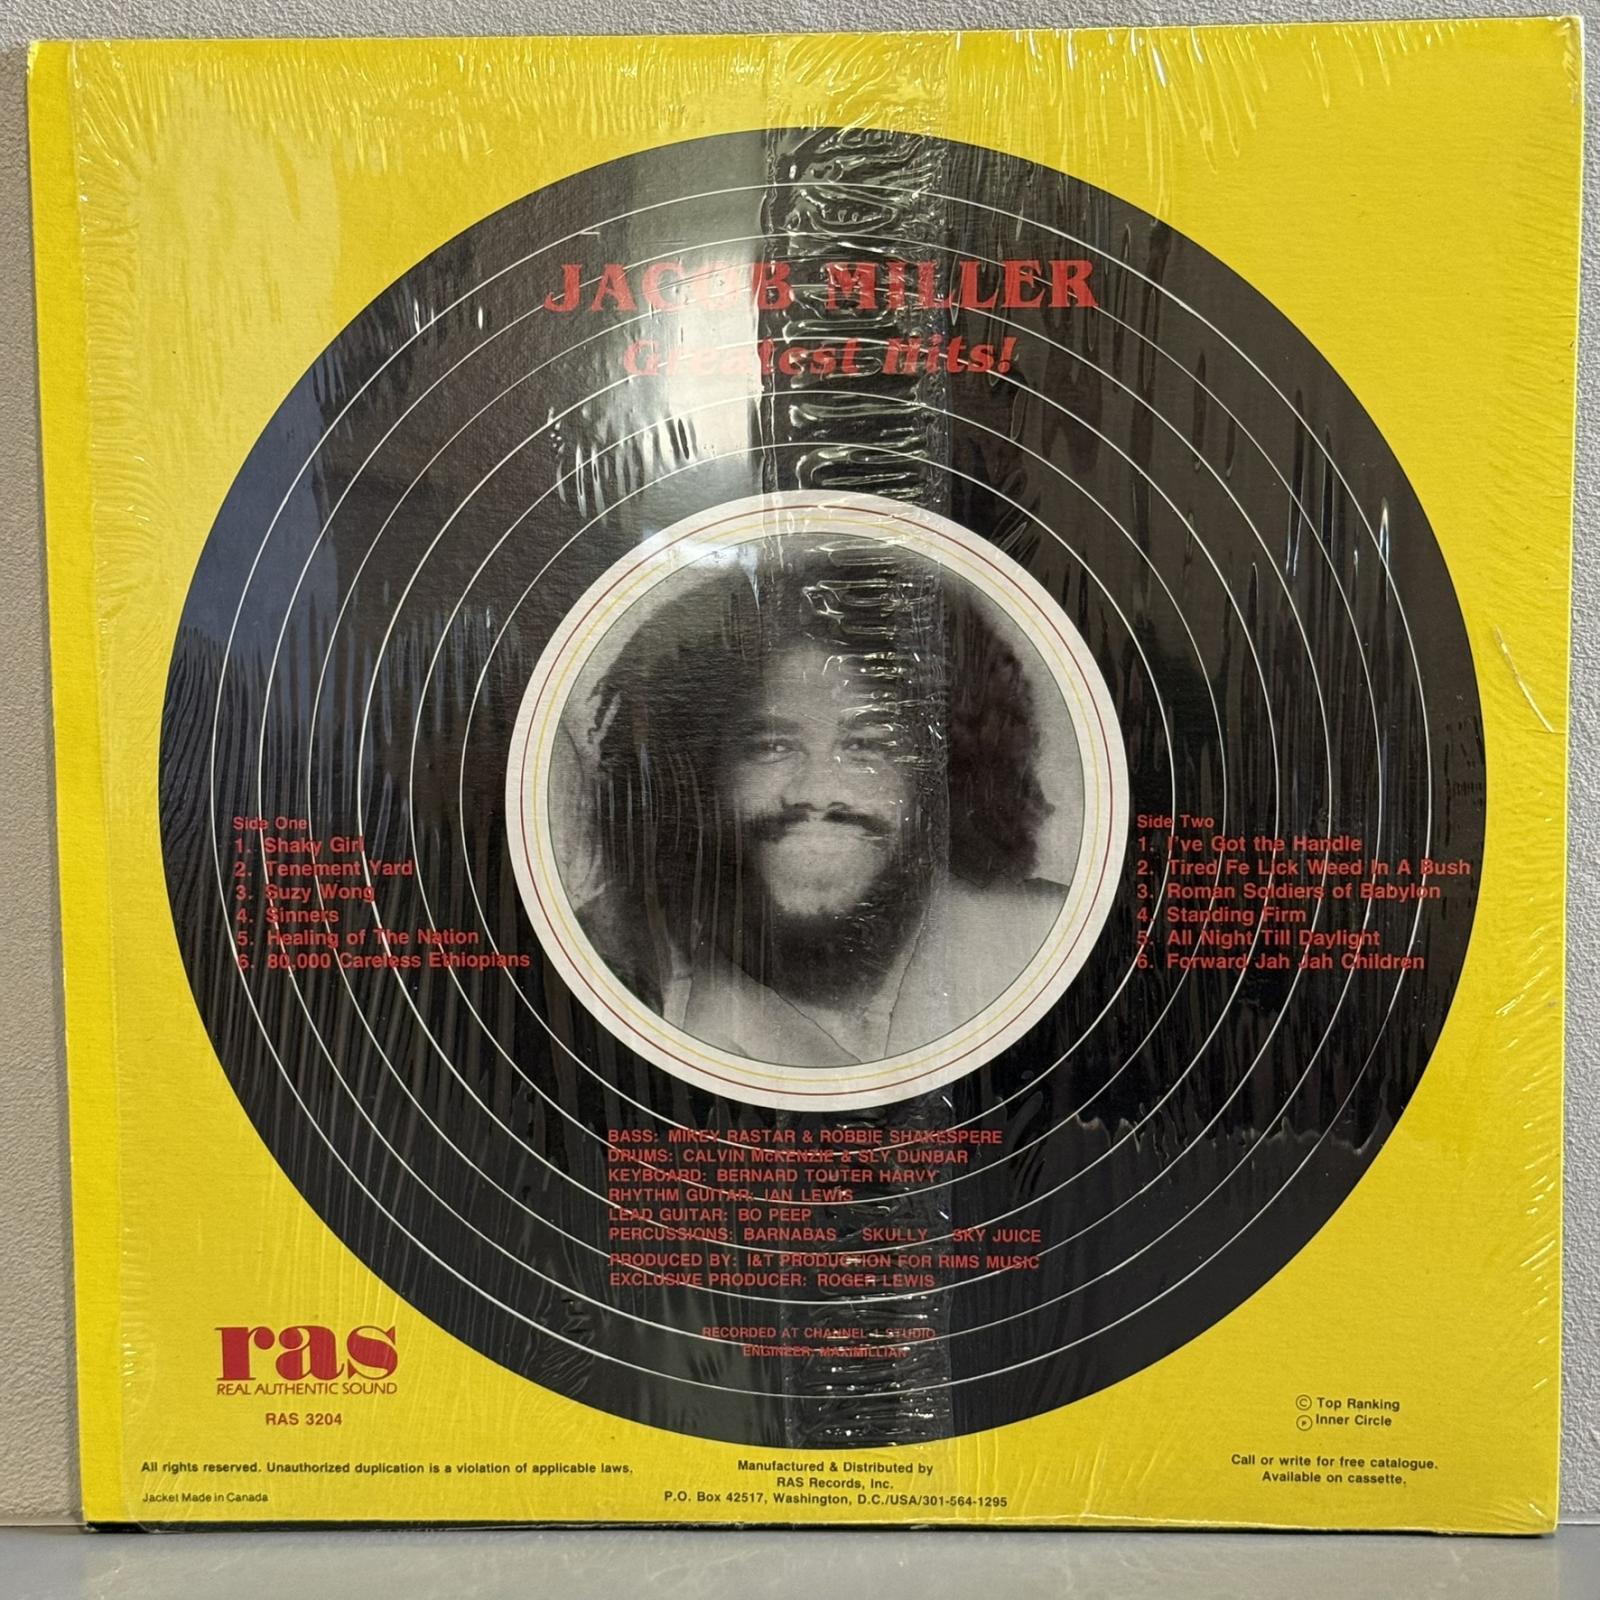 JACOB MILLER
Greatest Hits!
Side One
1. Shaky Girl
2. Tenement Yard
3. Suzy Wong
4. Sinners
5. Healing of The Nation
6. 80,000 Careless Ethiopians
Side Two
1. I've Got the Handle
2. Tired Fe Lick Weed In A Bush
3. Roman Soldiers of Babylon
4. Standing Firm
5. All Night Till Daylight
6. Forward Jah Jah Children
BASS: MIKEY RASTAR & ROBBIE SHAKESPERE
DRUMS: CALVIN McKENZIE & SLY DUNBAR
KEYBOARD: BERNARD TOUTER HARVY
RHYTHM GUITAR: IAN LEWIS
LEAD GUITAR: BO PEEP
PERCUSSIONS: BARNABAS SKULLY SKY JUICE
PRODUCED BY: I&T PRODUCTION FOR RIMS MUSIC
EXCLUSIVE PRODUCER: ROGER LEWIS
RECORDED AT CHANNEL I STUDIO
ENGINEER: MAXIMILLIAN
ras
REAL AUTHENTIC SOUND
RAS 3204
© Top Ranking
℗ Inner Circle
All rights reserved. Unauthorized duplication is a violation of applicable laws.
Jacket Made in Canada
Manufactured & Distributed by
RAS Records, Inc.
P.O. Box 42517, Washington, D.C./USA/301-564-1295
Call or write for free catalogue.
Available on cassette.